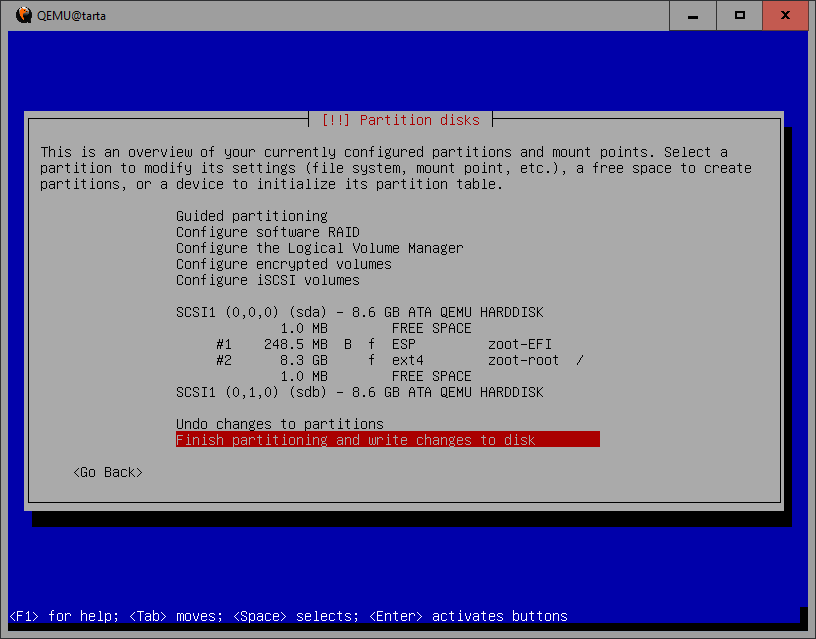 QEMU@tarta
[!!] Partition disks
This is an overview of your currently configured partitions and mount points. Select a
partition to modify its settings (file system, mount point, etc.), a free space to create
partitions, or a device to initialize its partition table.
Guided partitioning
Configure software RAID
Configure the Logical Volume Manager
Configure encrypted volumes
Configure iSCSI volumes
SCSI1 (0,0,0) (sda) - 8.6 GB ATA QEMU HARDDISK
1.0 MB FREE SPACE
#1 248.5 MB B f ESP zoot-EFI
#2 8.3 GB f ext4 zoot-root /
1.0 MB FREE SPACE
SCSI1 (0,1,0) (sdb) - 8.6 GB ATA QEMU HARDDISK
Undo changes to partitions
Finish partitioning and write changes to disk
<Go Back>
<F1> for help; <Tab> moves; <Space> selects; <Enter> activates buttons